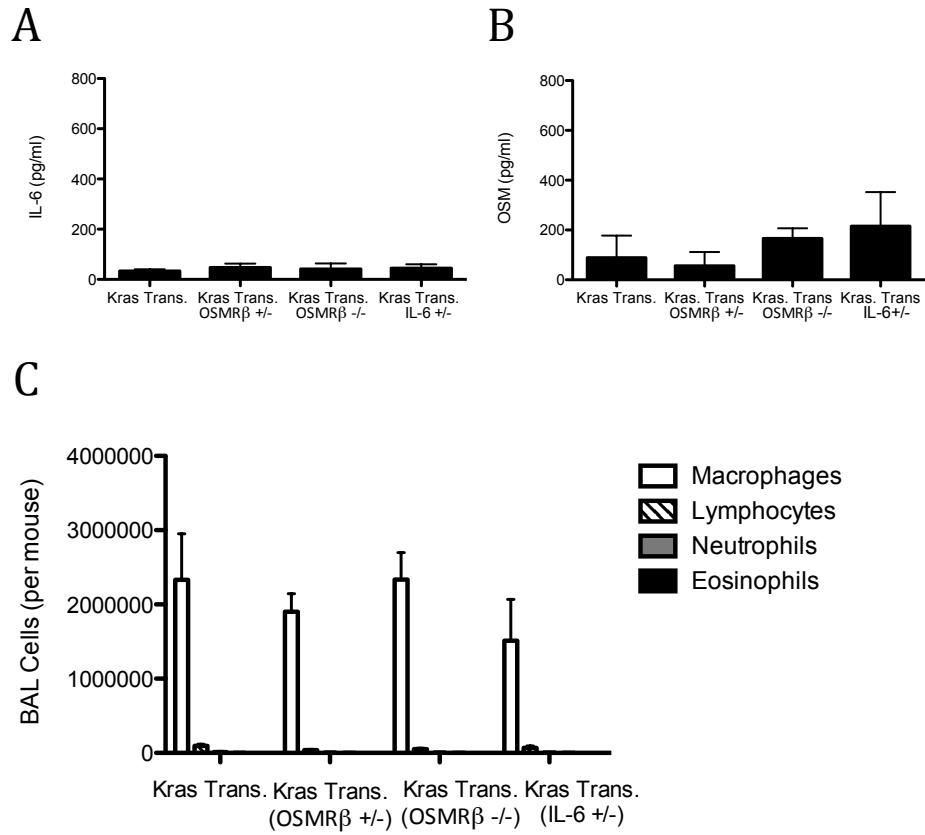 A
B
800
600
400
200
0
IL-6 (pg/ml)
Kras Trans.
Kras Trans.
OSMRβ +/-
Kras Trans.
OSMRβ -/-
Kras Trans.
IL-6 +/-
800
600
400
200
0
OSM (pg/ml)
Kras Trans.
Kras. Trans
OSMRβ +/-
Kras. Trans
OSMRβ -/-
Kras. Trans
IL-6+/-
C
4000000
3000000
2000000
1000000
0
BAL Cells (per mouse)
Kras Trans.
Kras Trans.
(OSMRβ +/-)
Kras Trans.
(OSMRβ -/-)
Kras Trans.
(IL-6 +/-)
Macrophages
Lymphocytes
Neutrophils
Eosinophils